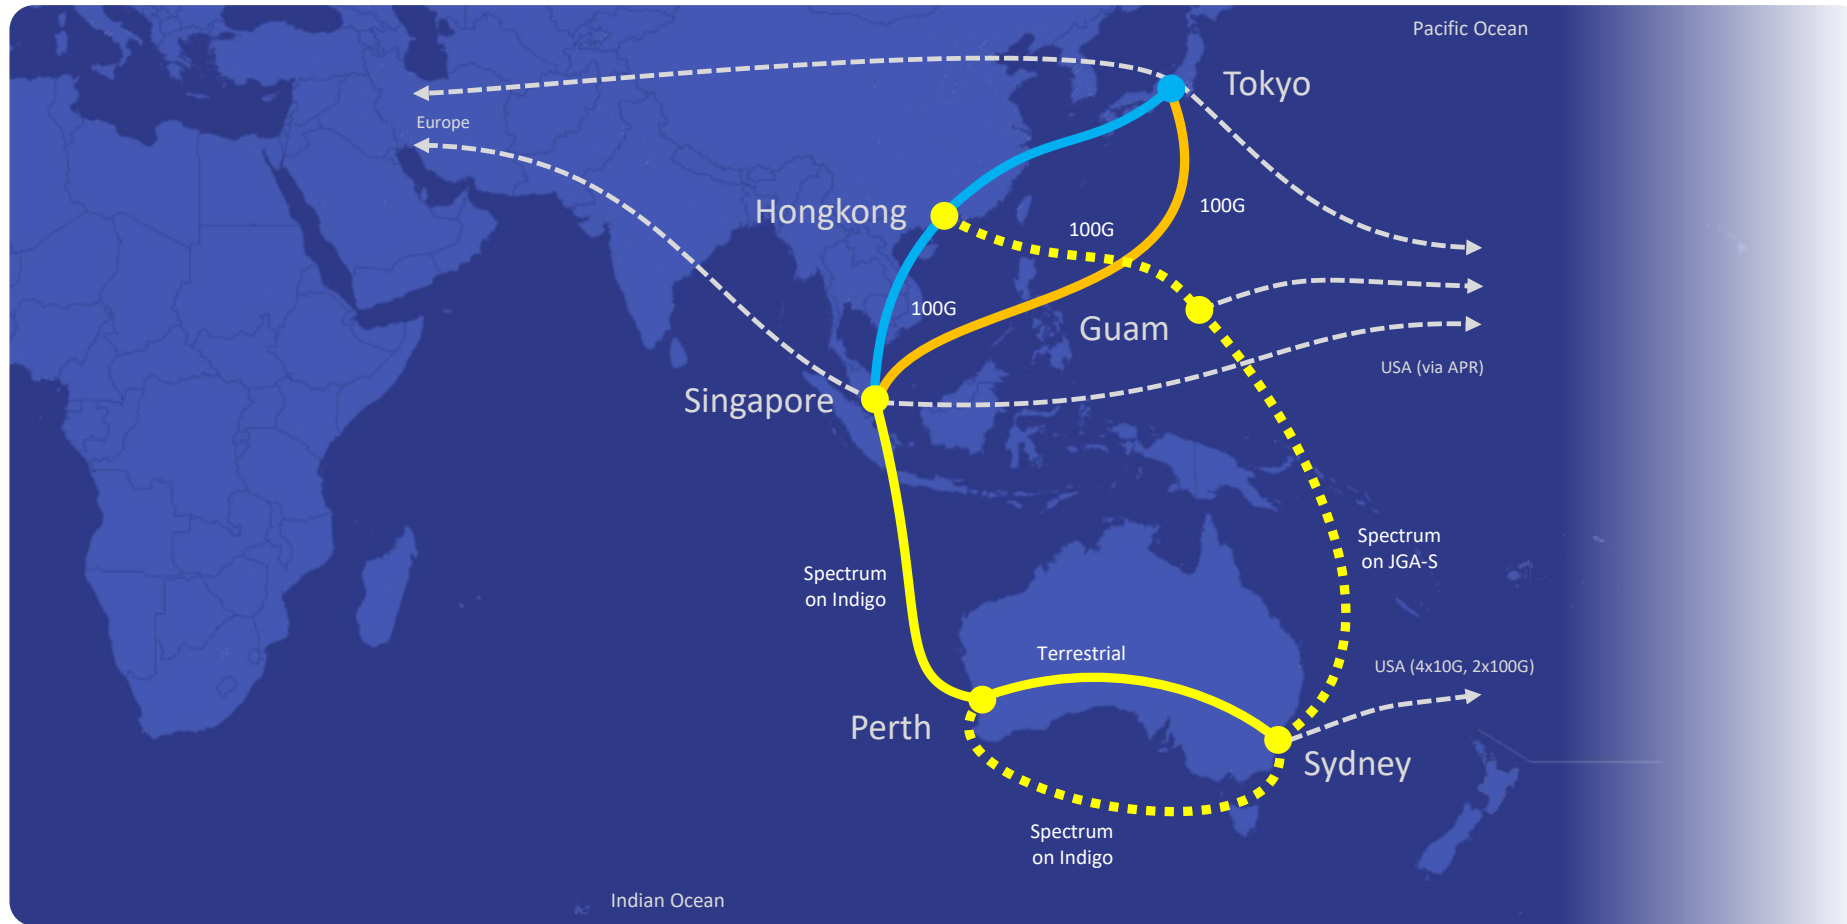 Pacific Ocean
Tokyo
Europe
Hongkong
100G
100G
100G
Guam
USA (via APR)
Singapore
Spectrum
on JGA-S
Spectrum
on Indigo
Terrestrial
USA (4x10G, 2x100G)
Perth
Sydney
Spectrum
on Indigo
Indian Ocean